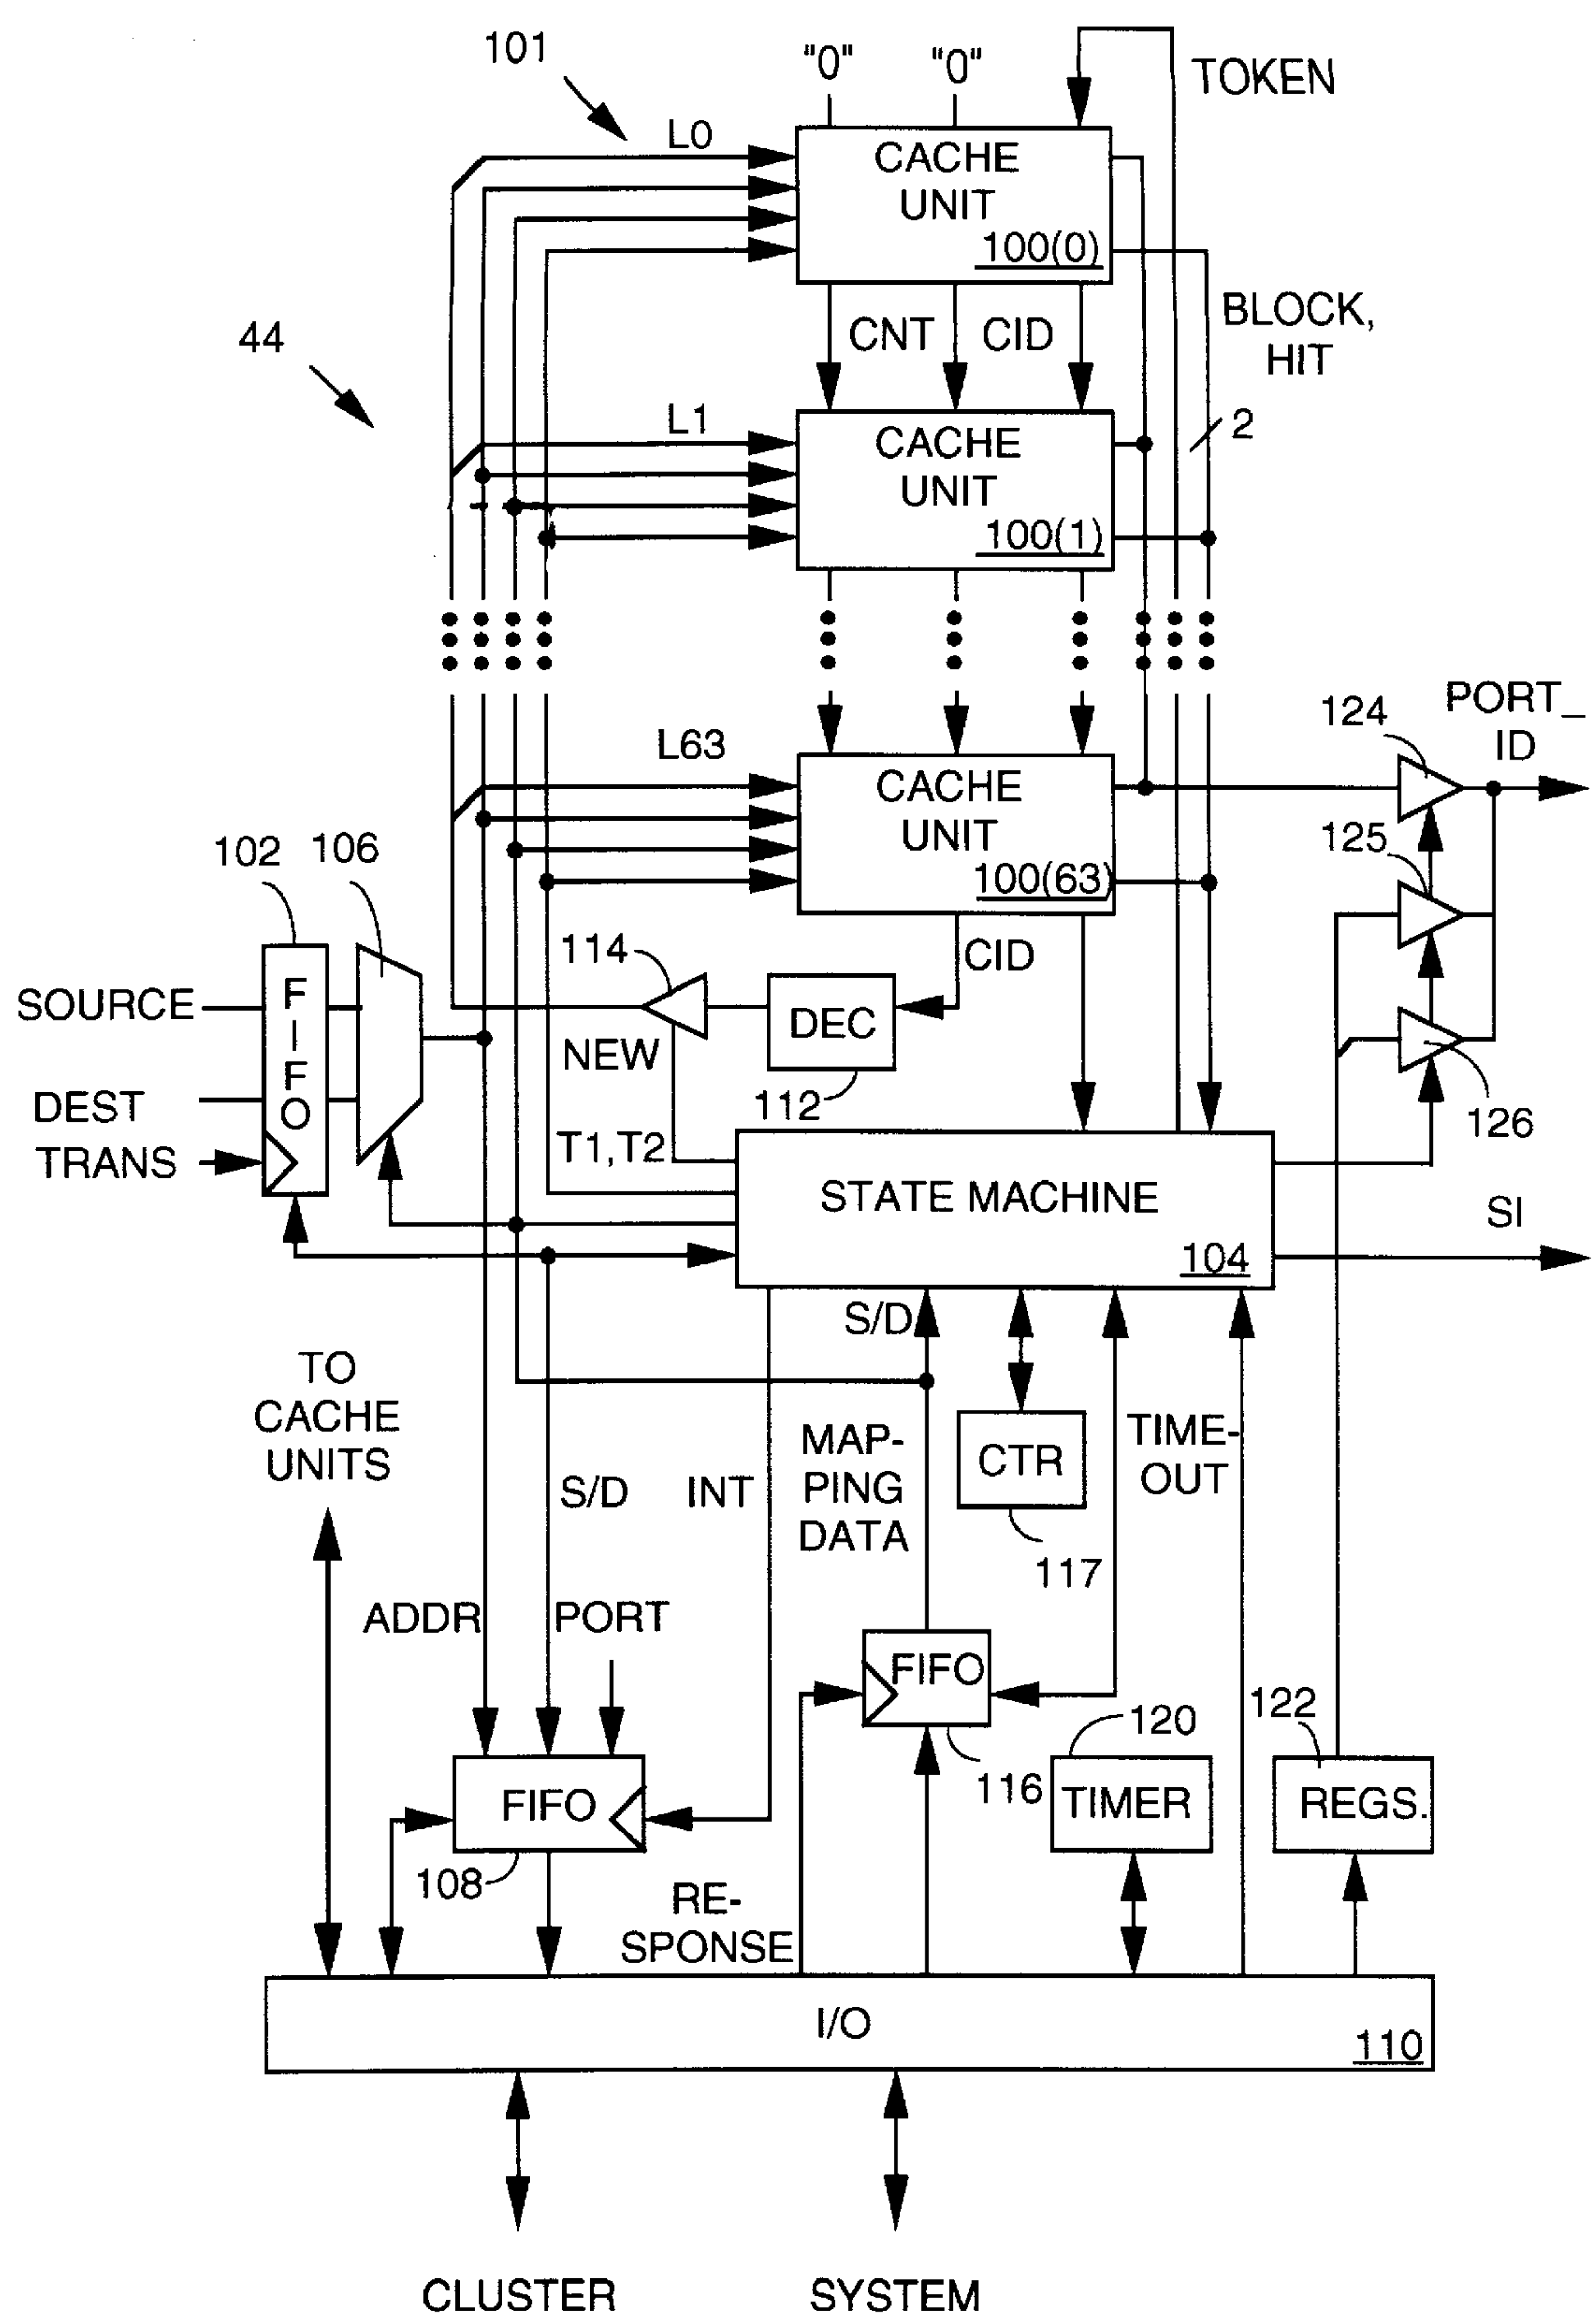 101
"0"
"0"
TOKEN
L0
CACHE
UNIT
100(0)
44
CNT
CID
BLOCK,
HIT
L1
2
CACHE
UNIT
100(1)
L63
CACHE
UNIT
100(63)
124
PORT_
ID
125
102
106
114
CID
SOURCE
F
I
F
O
DEC
NEW
112
126
DEST
TRANS
T1,T2
STATE MACHINE
104
SI
S/D
TO
CACHE
UNITS
MAP-
PING
DATA
CTR
TIME-
OUT
S/D
INT
117
ADDR
PORT
FIFO
122
120
116
TIMER
REGS.
FIFO
108
RE-
SPONSE
I/O
110
CLUSTER
SYSTEM